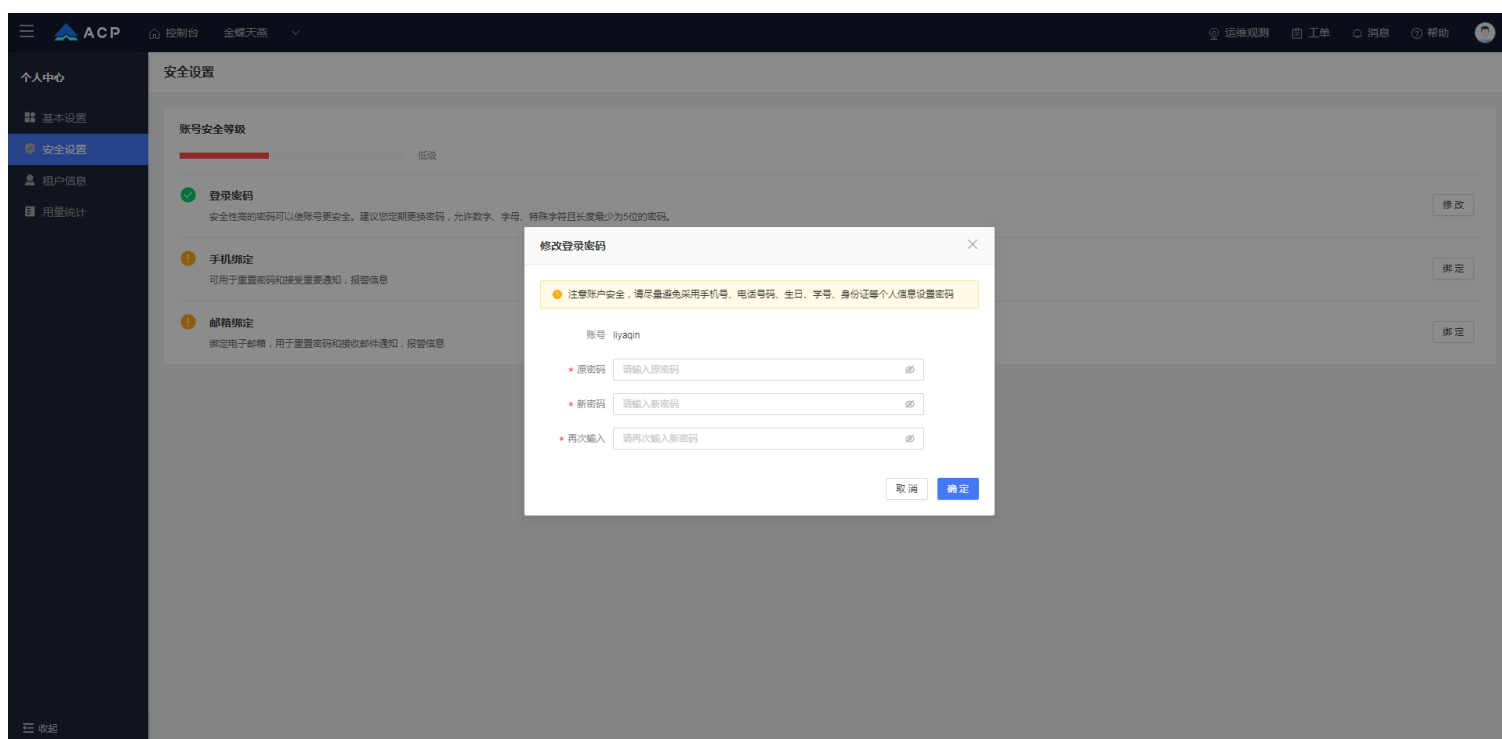 ACP 控制台 金蝶天燕 运维观测 工单 消息 帮助
个人中心
基本设置
安全设置
租户信息
用量统计
收起
安全设置
账号安全等级
低级
登录密码
安全性高的密码可以使账号更安全。建议您定期更换密码，允许数字、字母、特殊字符且长度最少为5位的密码。
修改
手机绑定
可用于重置密码和接受重要通知，报警信息
绑定
邮箱绑定
绑定电子邮箱，用于重置密码和接收邮件通知，报警信息
绑定
修改登录密码
注意账户安全，请尽量避免采用手机号、电话号码、生日、学号、身份证等个人信息设置密码
账号 liyaqin
* 原密码 请输入原密码
* 新密码 请输入新密码
* 再次输入 请再次输入新密码
取消 确定